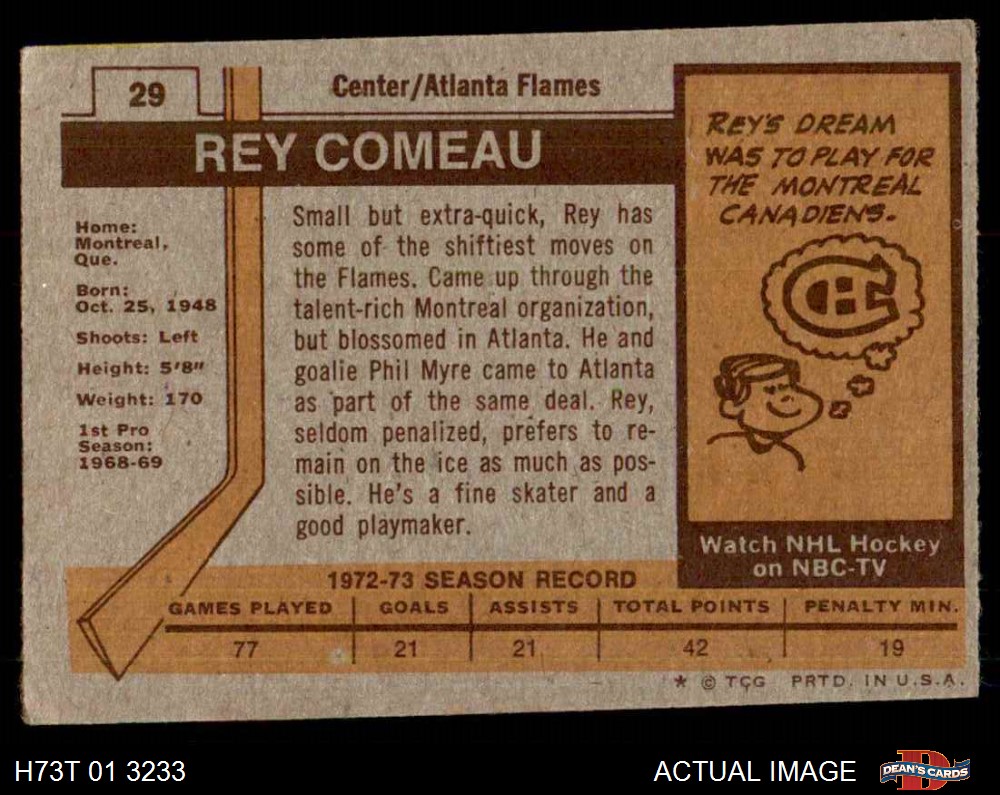 29
Center/Atlanta Flames
REY COMEAU
Home:
Montreal,
Que.
Born:
Oct. 25, 1948
Shoots: Left
Height: 5'8"
Weight: 170
1st Pro
Season:
1968-69
Small but extra-quick, Rey has
some of the shiftiest moves on
the Flames. Came up through the
talent-rich Montreal organization,
but blossomed in Atlanta. He and
goalie Phil Myre came to Atlanta
as part of the same deal. Rey,
seldom penalized, prefers to re-
main on the ice as much as pos-
sible. He's a fine skater and a
good playmaker.
REY'S DREAM
WAS TO PLAY FOR
THE MONTREAL
CANADIENS.
CH
Watch NHL Hockey
on NBC-TV
1972-73 SEASON RECORD
GAMES PLAYED GOALS ASSISTS TOTAL POINTS PENALTY MIN.
77 21 21 42 19
* © TCG PRTD. IN U.S.A.
H73T 01 3233 ACTUAL IMAGE D DEAN'S CARDS